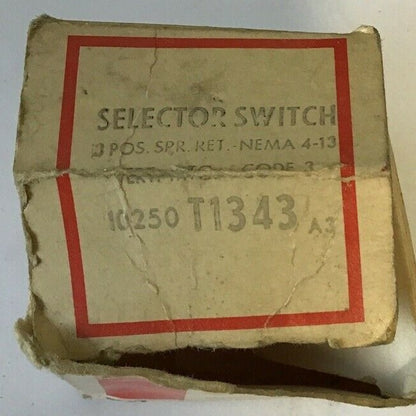 SELECTOR SWITCH
3 POS. SPR. RET.-NEMA 4-13
CODE 3
10250 T1343 A3